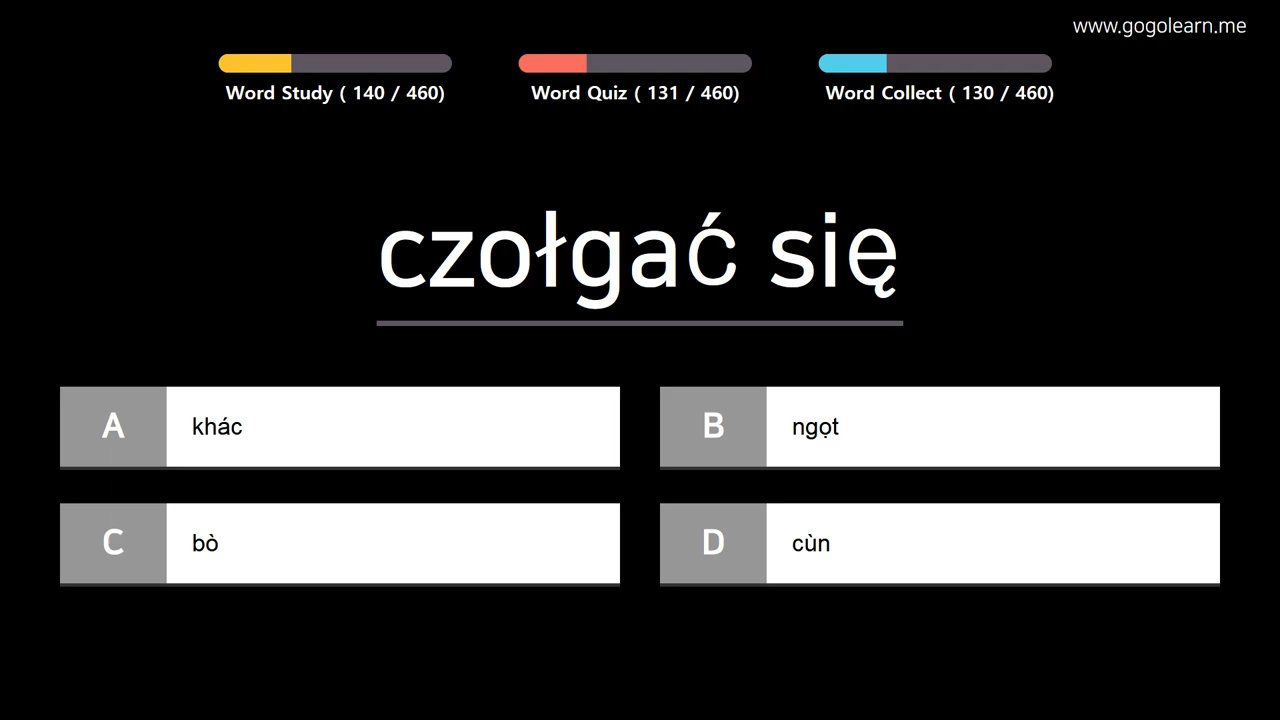 www.gogolearn.me
Word Study ( 140 / 460)
Word Quiz ( 131 / 460)
Word Collect ( 130 / 460)
czołgać się
A khác
B ngọt
C bò
D cùn